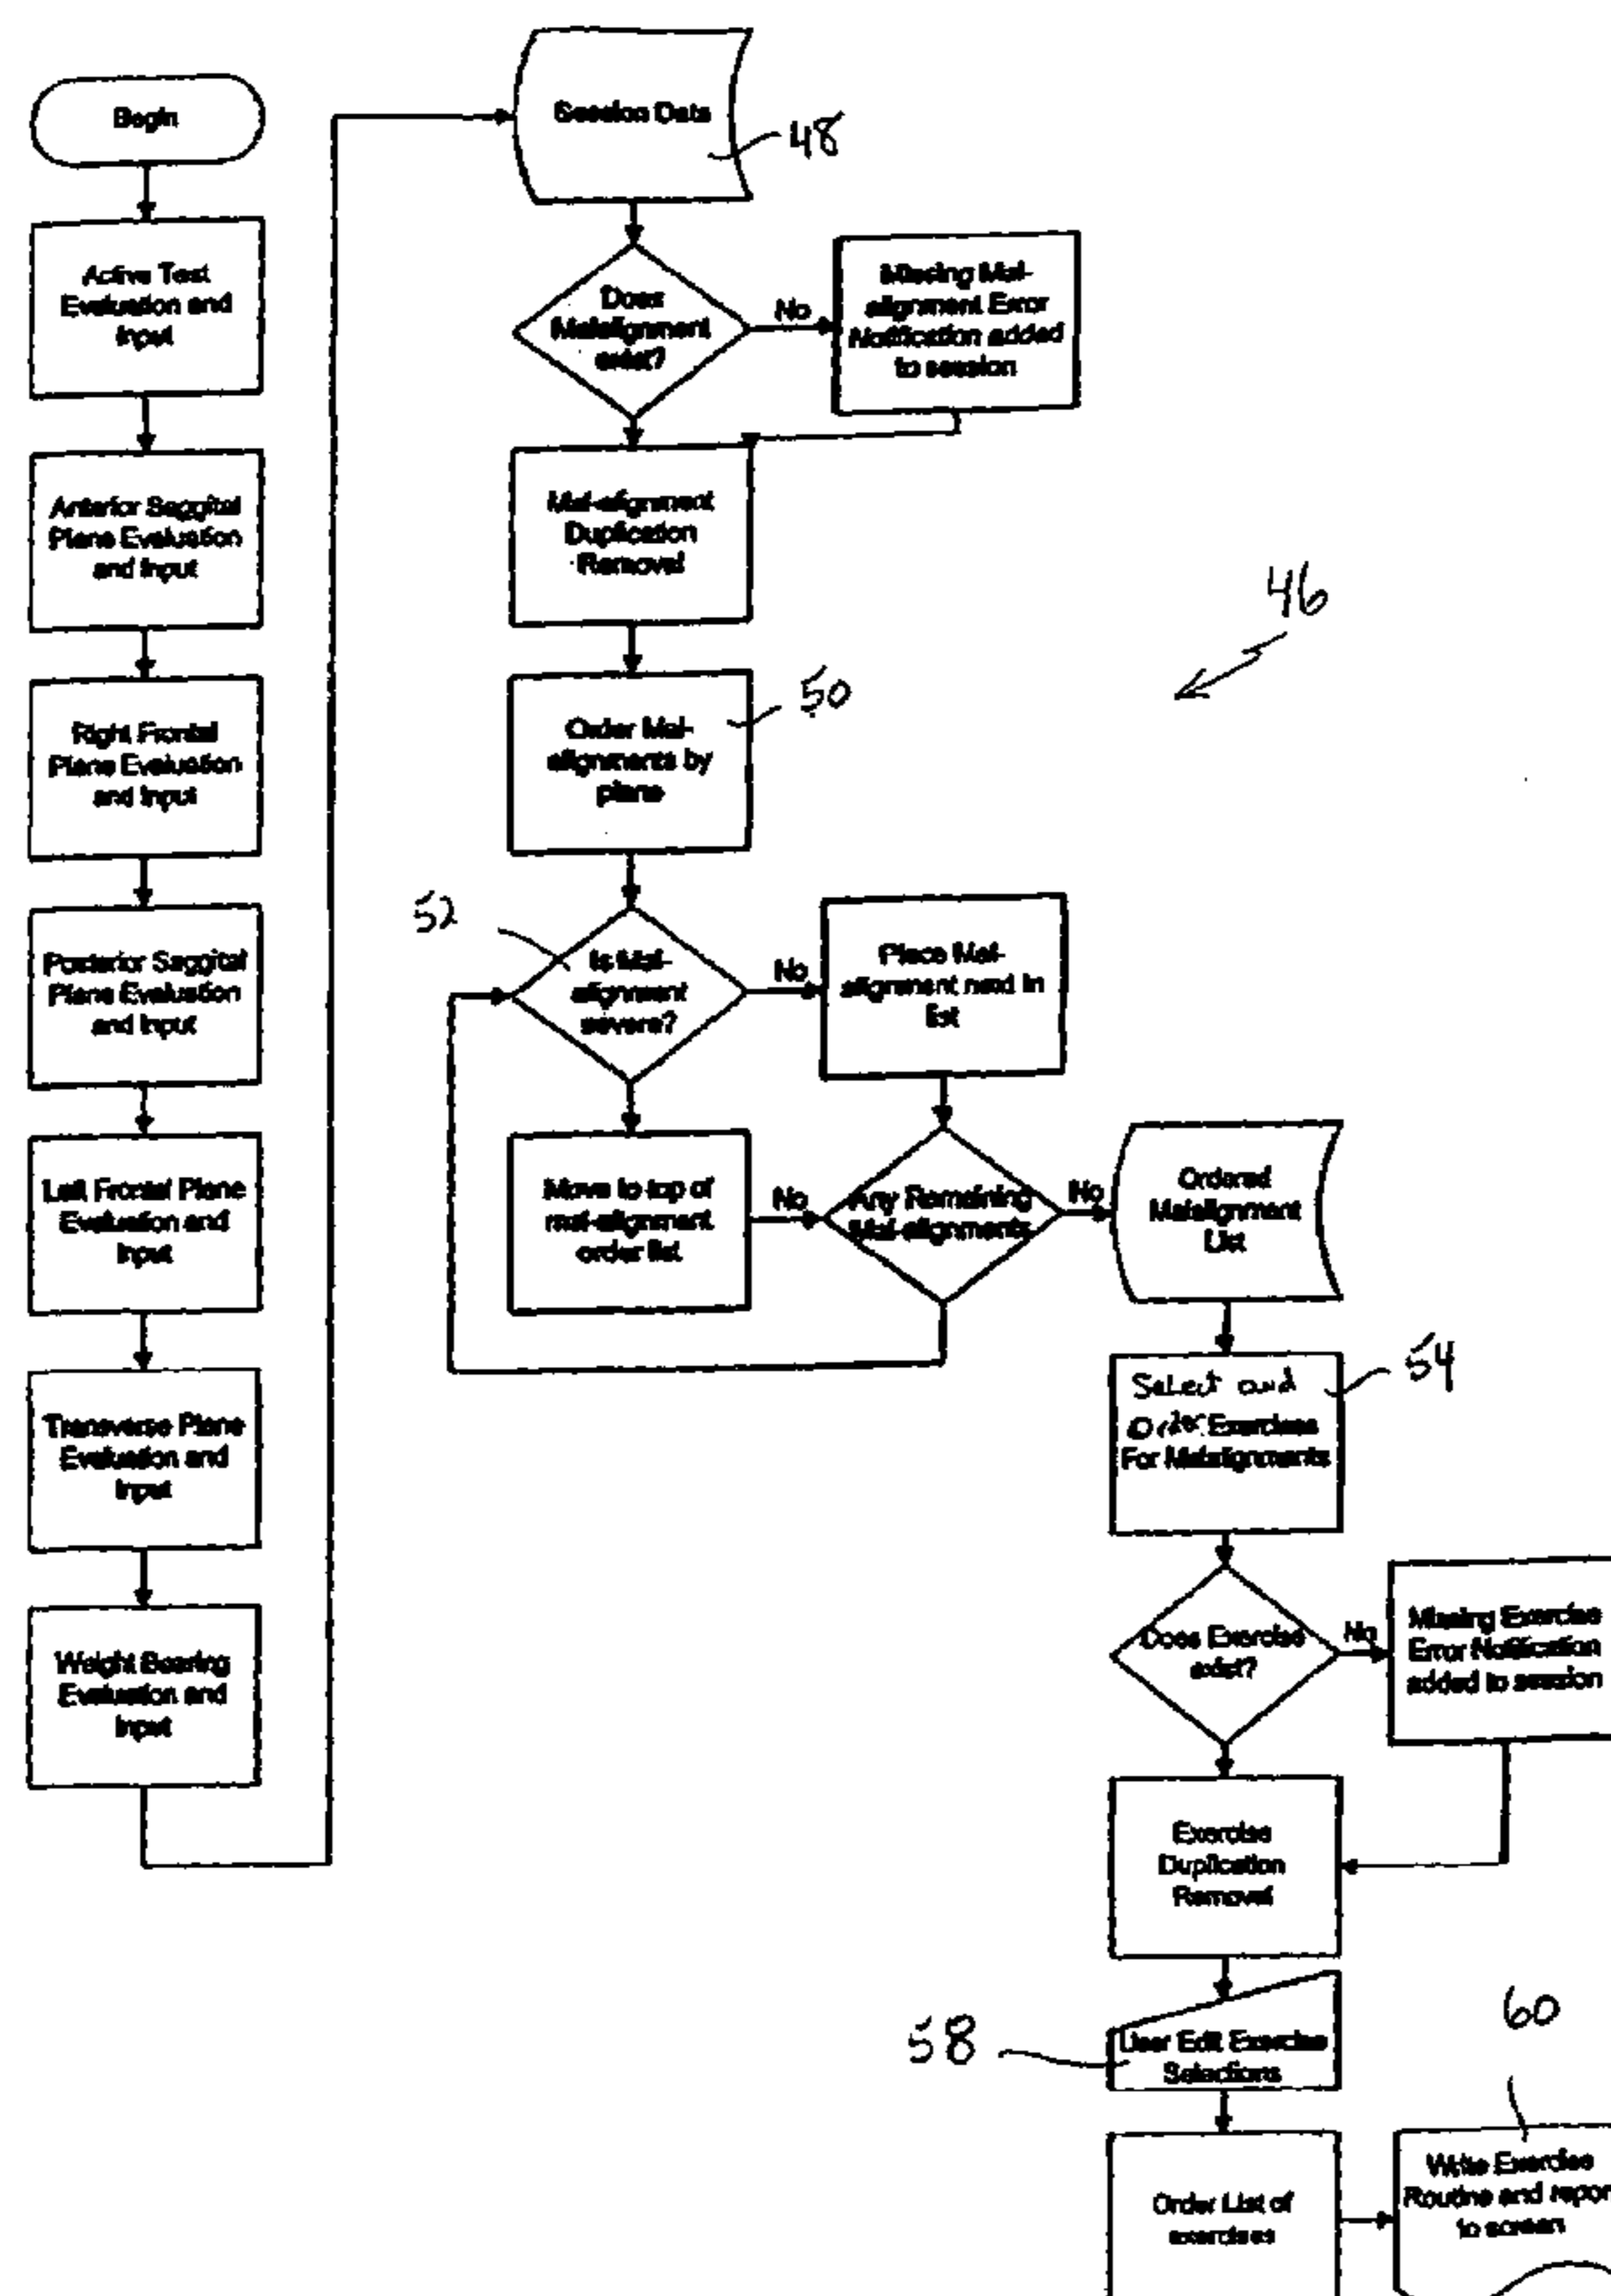 Begin
Active Test
Evaluation and
Input
Anterior Saggital
Plane Evaluation
and Input
Right Frontal
Plane Evaluation
and Input
Posterior Saggital
Plane Evaluation
and Input
Left Frontal Plane
Evaluation and
Input
Transverse Plane
Evaluation and
Input
Weight Bearing
Evaluation and
Input
Session Data
48
Does
Malalignment
exist?
No
Missing Mal-
alignment Error
Notification added
to session
Mal-alignment
Duplication
Removal
46
Order Mal-
alignments by
plane
50
52
Is Mal-
alignment
severe?
No
Place Mal-
alignment next in
list
Move to top of
mal-alignment
order list
No
Any Remaining
Mal-alignments
No
Ordered
Malalignment
List
54
Select and
Order Exercises
For Malalignments
Does Exercise
exist?
No
Missing Exercise
Error Notification
added to session
Exercise
Duplication
Removal
58
User Edit Exercise
Selections
60
Order List of
exercises
Write Exercise
Routine and repor
to screen